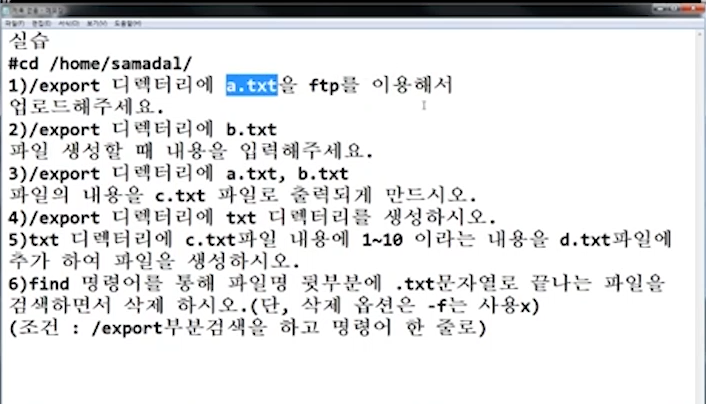 제목 없음 - 메모장
파일(F) 편집(E) 서식(O) 보기(V) 도움말(H)
실습
#cd /home/samadal/
1)/export 디렉터리에 a.txt을 ftp를 이용해서
업로드해주세요.
2)/export 디렉터리에 b.txt
파일 생성할 때 내용을 입력해주세요.
3)/export 디렉터리에 a.txt, b.txt
파일의 내용을 c.txt 파일로 출력되게 만드시오.
4)/export 디렉터리에 txt 디렉터리를 생성하시오.
5)txt 디렉터리에 c.txt파일 내용에 1~10 이라는 내용을 d.txt파일에
추가 하여 파일을 생성하시오.
6)find 명령어를 통해 파일명 뒷부분에 .txt문자열로 끝나는 파일을
검색하면서 삭제 하시오.(단, 삭제 옵션은 -f는 사용x)
(조건 : /export부분검색을 하고 명령이 한 줄로)